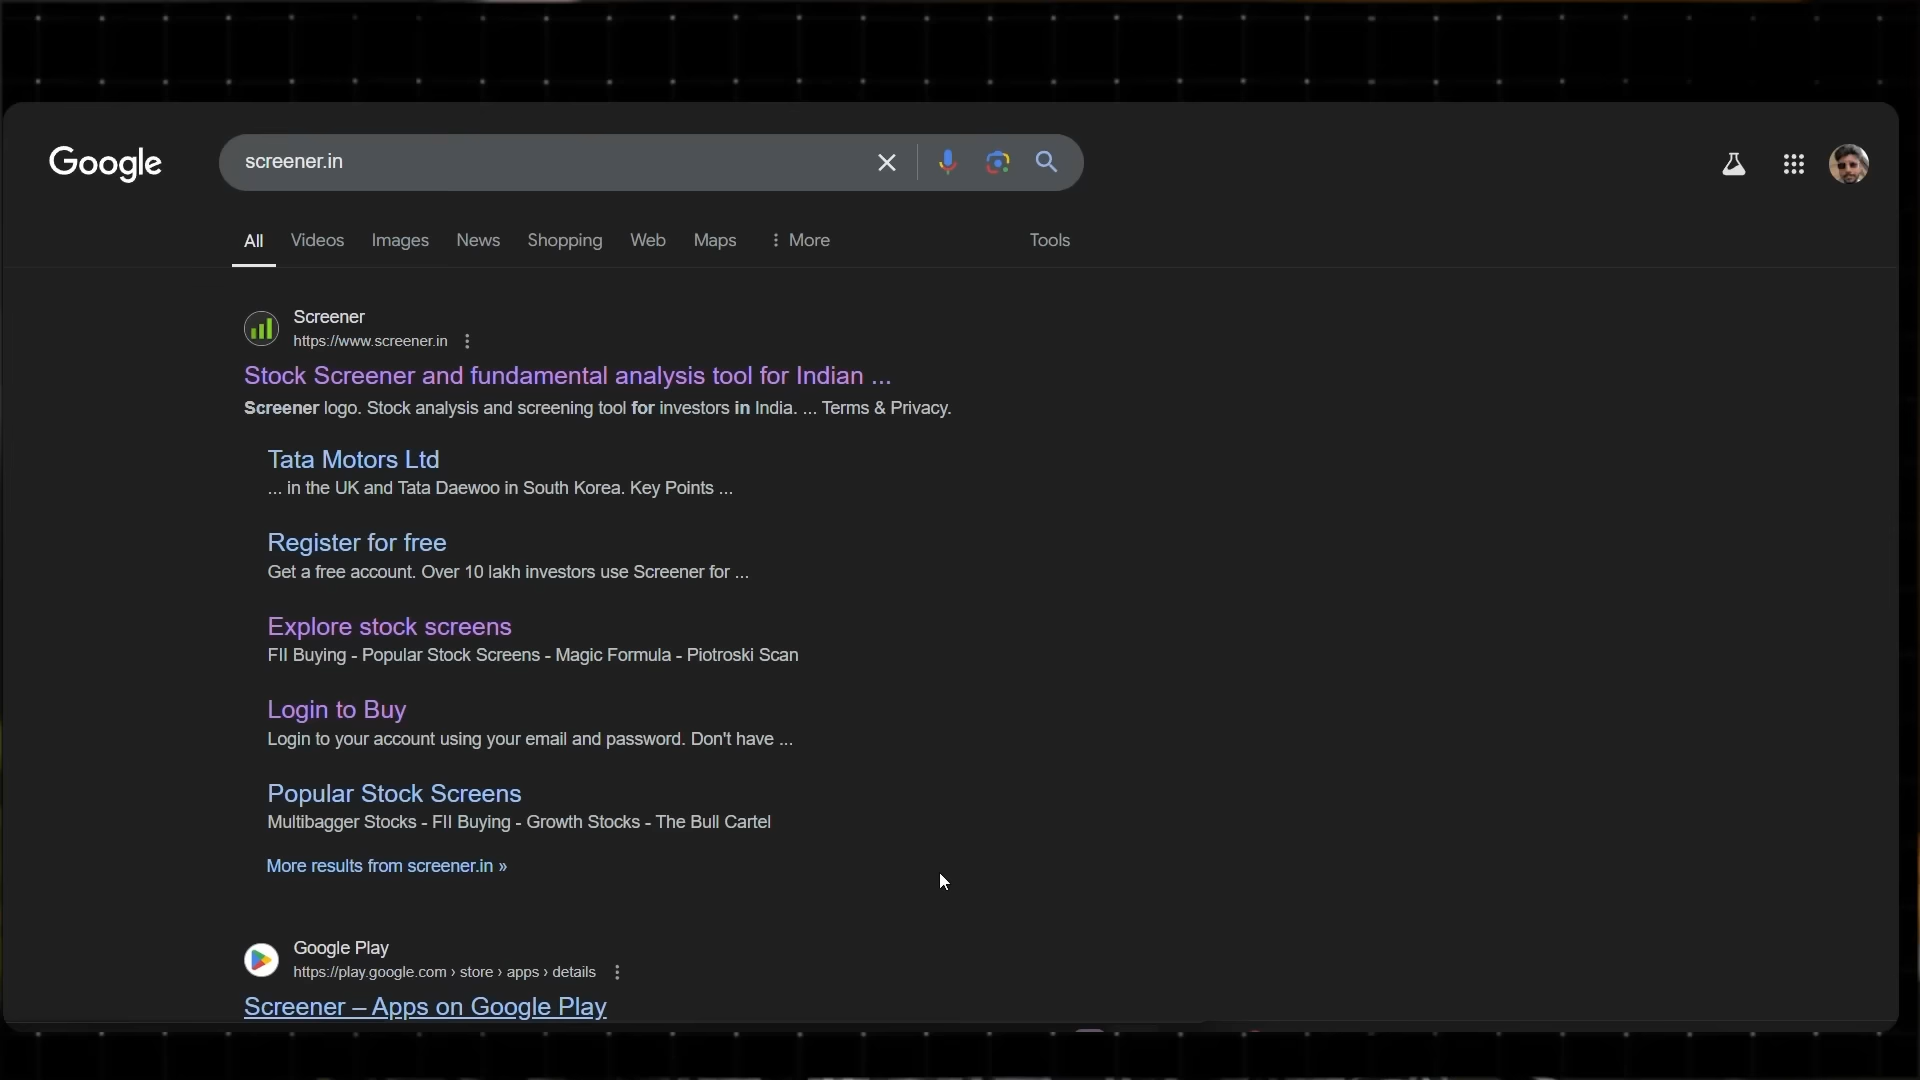 Google
screener.in
All Videos Images News Shopping Web Maps More Tools
Screener
https://www.screener.in
Stock Screener and fundamental analysis tool for Indian ...
Screener logo. Stock analysis and screening tool for investors in India. ... Terms & Privacy.
Tata Motors Ltd
... in the UK and Tata Daewoo in South Korea. Key Points ...
Register for free
Get a free account. Over 10 lakh investors use Screener for ...
Explore stock screens
FII Buying - Popular Stock Screens - Magic Formula - Piotroski Scan
Login to Buy
Login to your account using your email and password. Don't have ...
Popular Stock Screens
Multibagger Stocks - FII Buying - Growth Stocks - The Bull Cartel
More results from screener.in »
Google Play
https://play.google.com › store › apps › details
Screener – Apps on Google Play